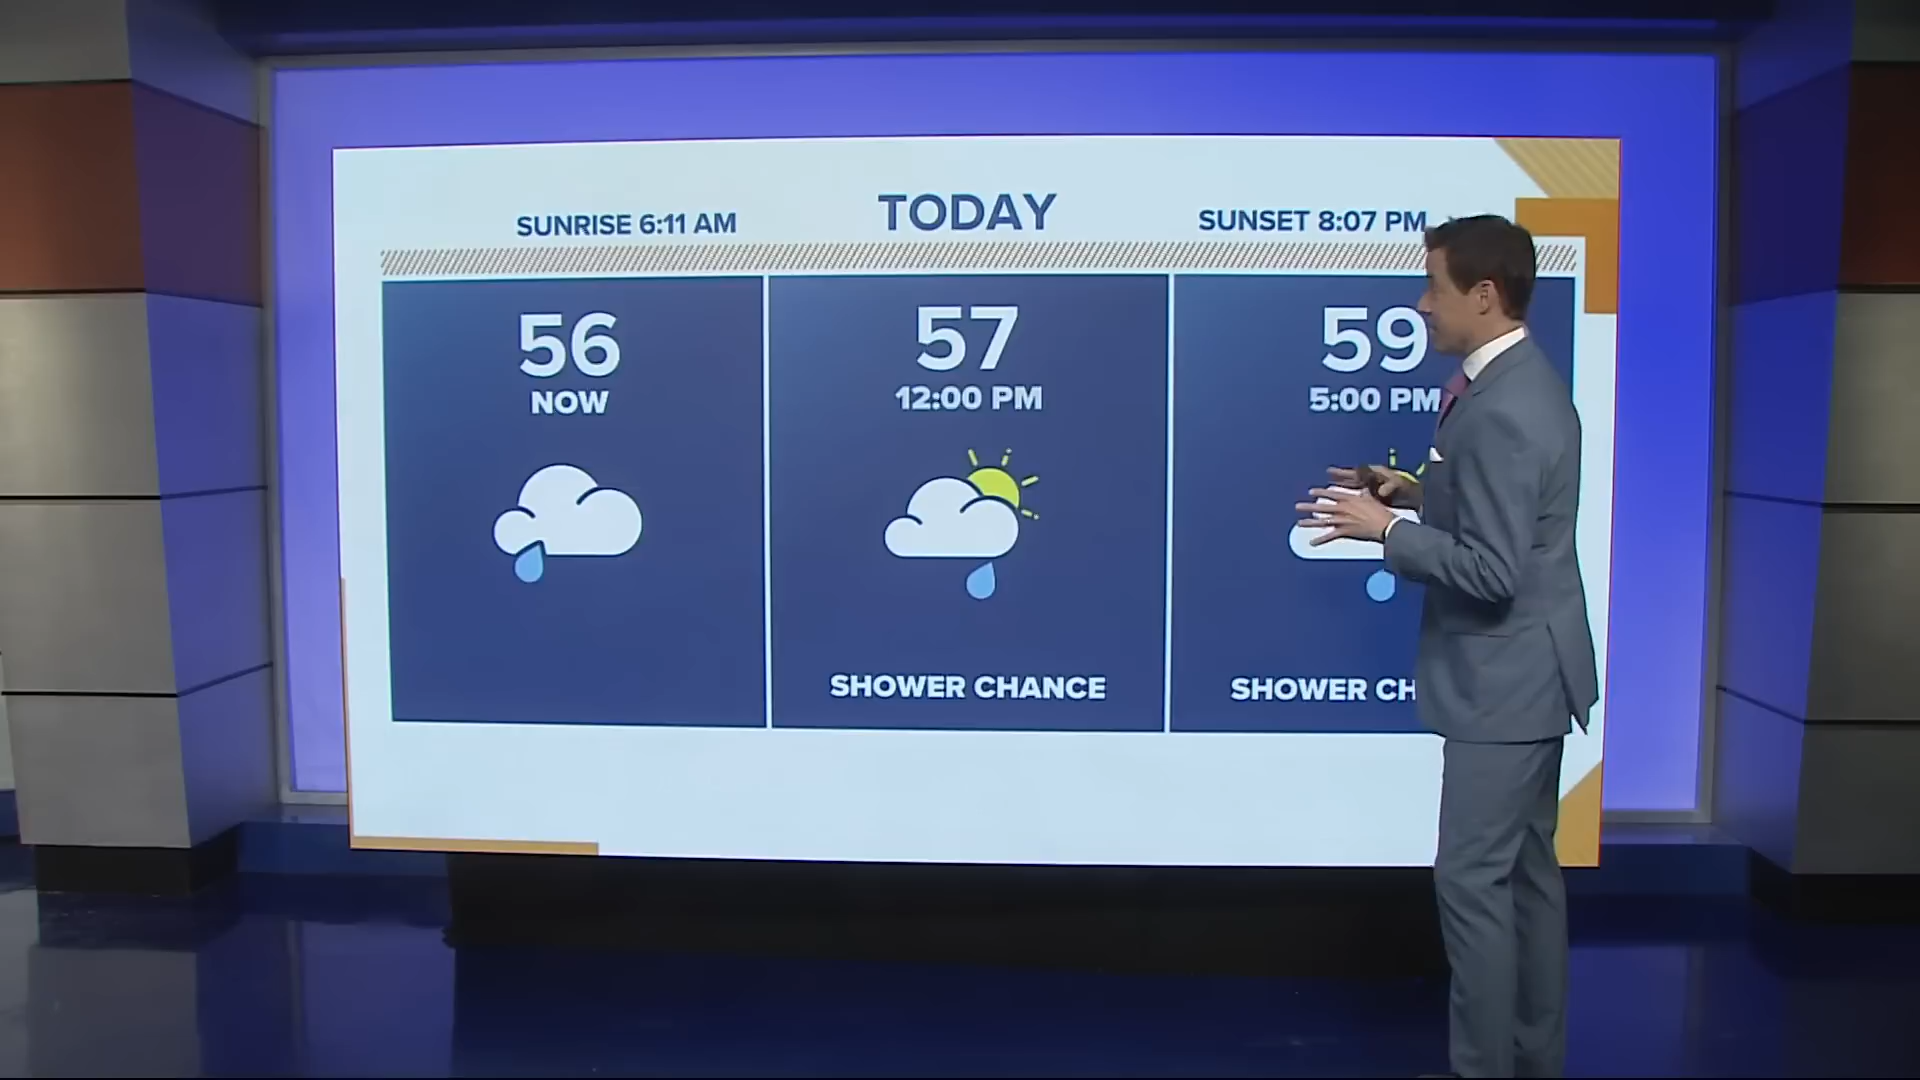 TODAY
SUNRISE 6:11 AM
SUNSET 8:07 PM
56
NOW
57
12:00 PM
SHOWER CHANCE
59
5:00 PM
SHOWER